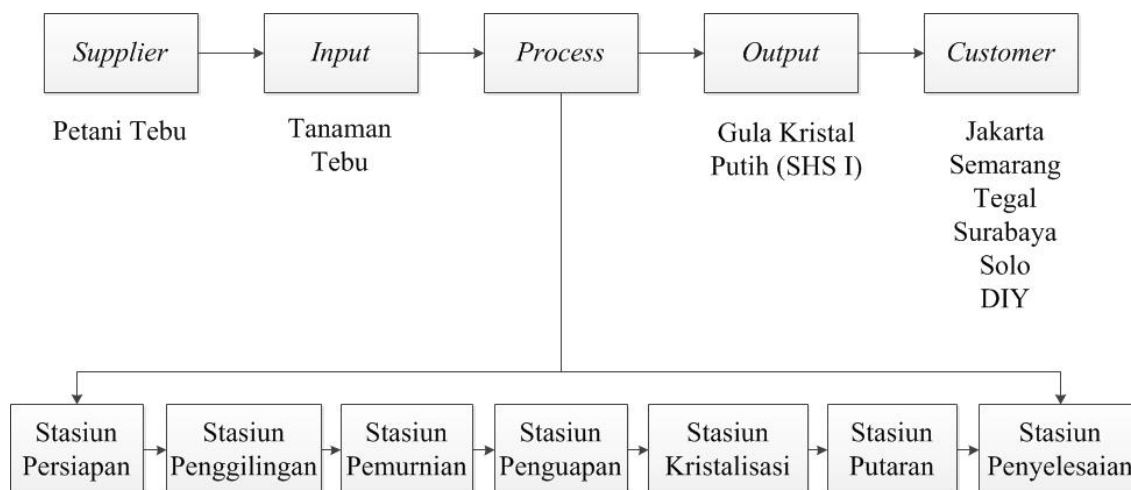 Supplier
Input
Process
Output
Customer
Petani Tebu
Tanaman
Tebu
Gula Kristal
Putih (SHS I)
Jakarta
Semarang
Tegal
Surabaya
Solo
DIY
Stasiun
Persiapan
Stasiun
Penggilingan
Stasiun
Pemurnian
Stasiun
Penguapan
Stasiun
Kristalisasi
Stasiun
Putaran
Stasiun
Penyelesaian